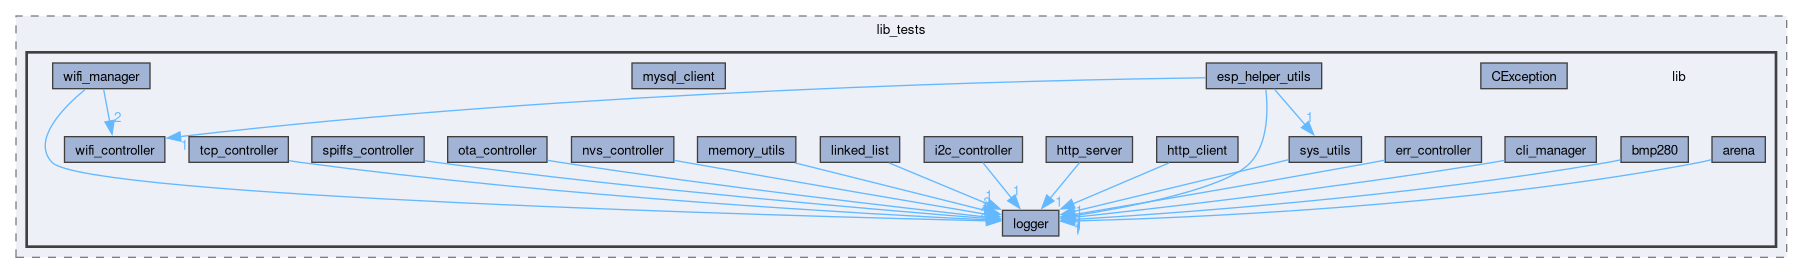 lib_tests
wifi_manager
mysql_client
esp_helper_utils
CException
lib
2
1
1
wifi_controller
tcp_controller
spiffs_controller
ota_controller
nvs_controller
memory_utils
linked_list
i2c_controller
http_server
http_client
sys_utils
err_controller
cli_manager
bmp280
arena
1
1
1
1
logger